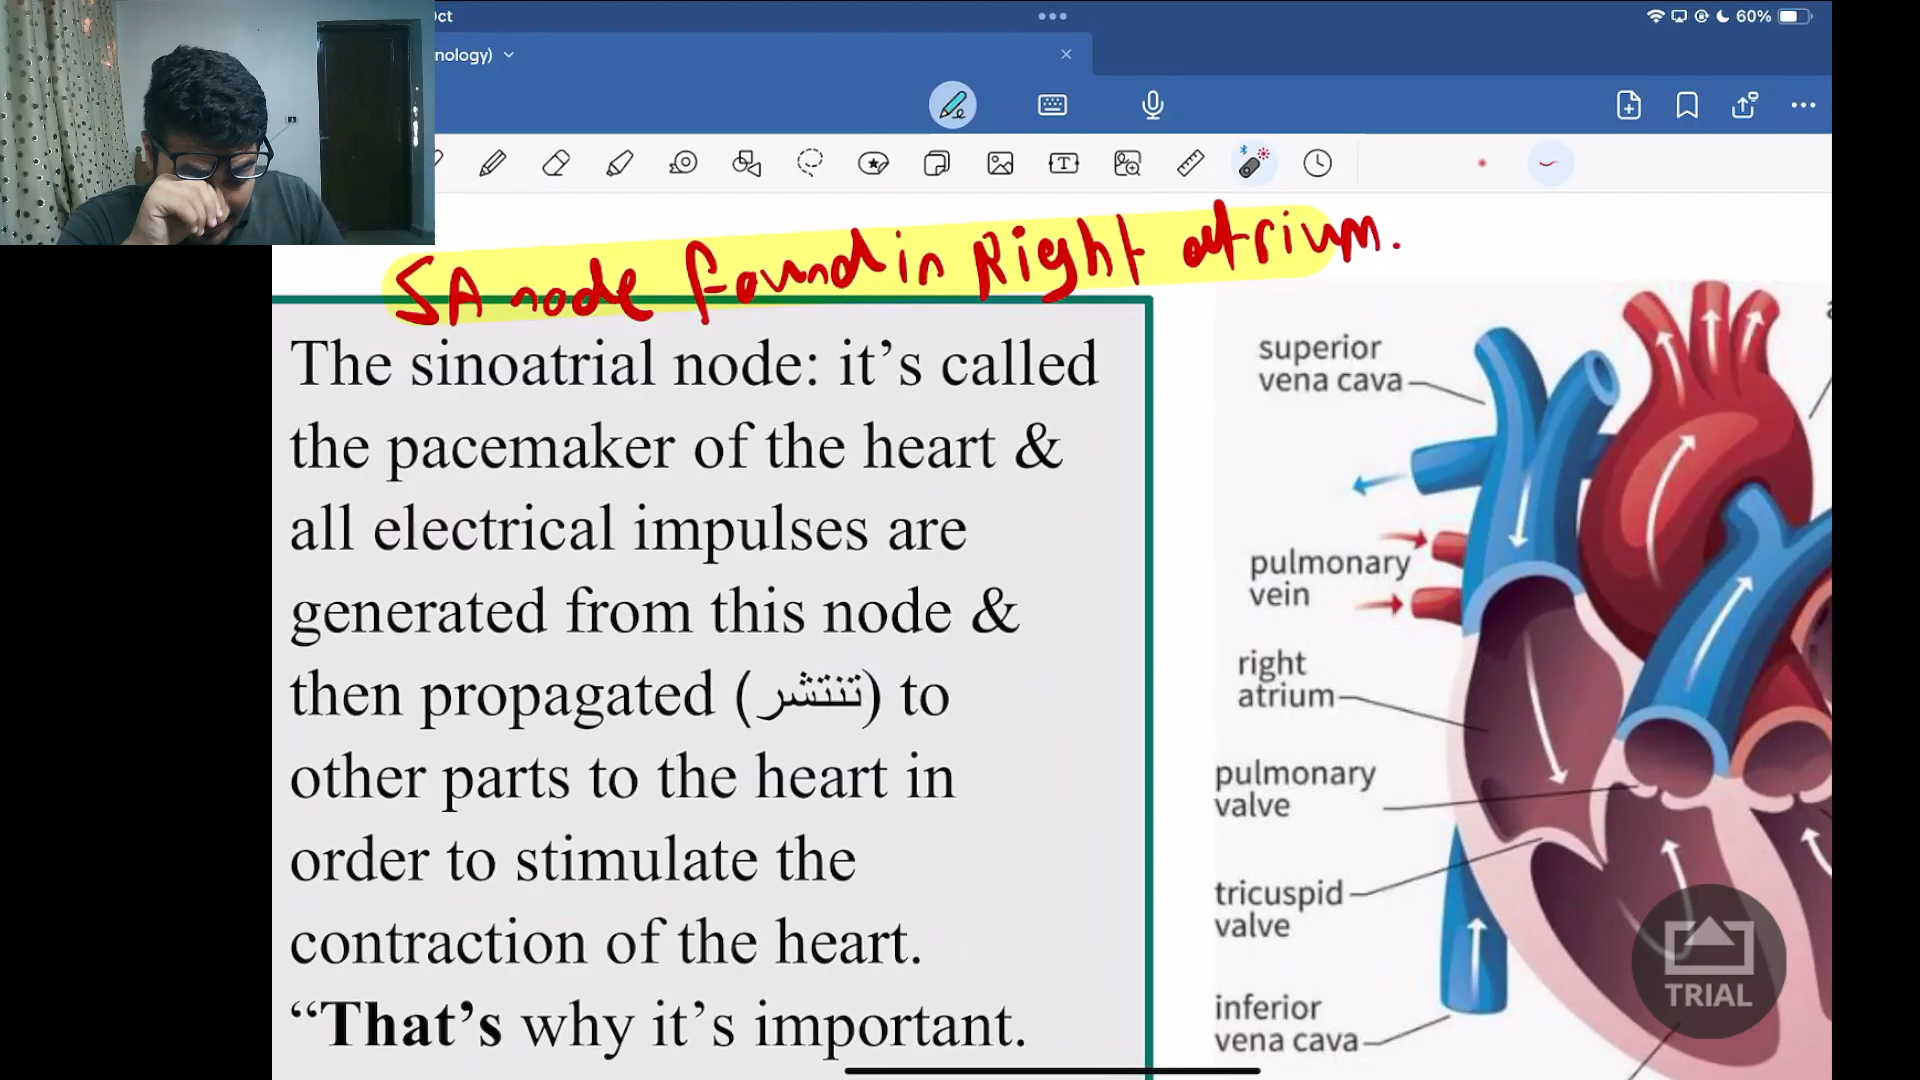 Oct
nology)
60%
SA node found in Right atrium.
The sinoatrial node: it’s called
the pacemaker of the heart &
all electrical impulses are
generated from this node &
then propagated (تنتشر) to
other parts to the heart in
order to stimulate the
contraction of the heart.
“That’s why it’s important.
superior
vena cava
pulmonary
vein
right
atrium
pulmonary
valve
tricuspid
valve
inferior
vena cava
TRIAL